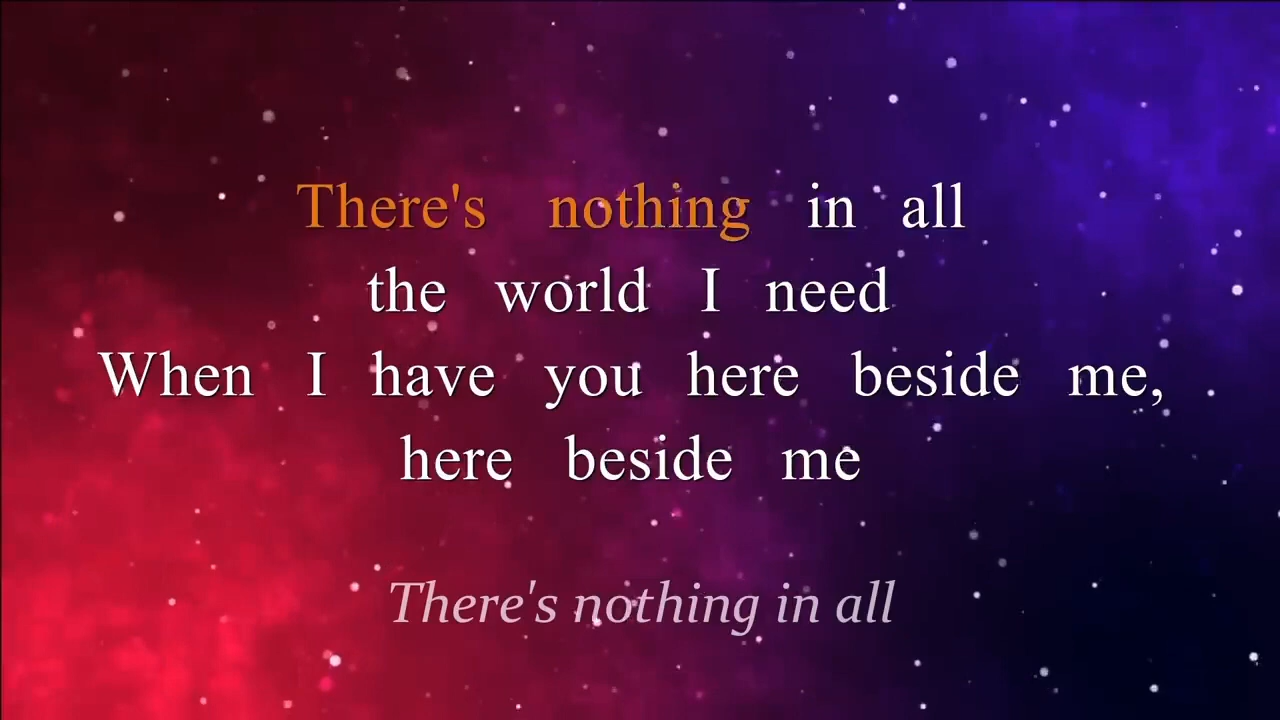 There's nothing in all
the world I need
When I have you here beside me,
here beside me
There's nothing in all